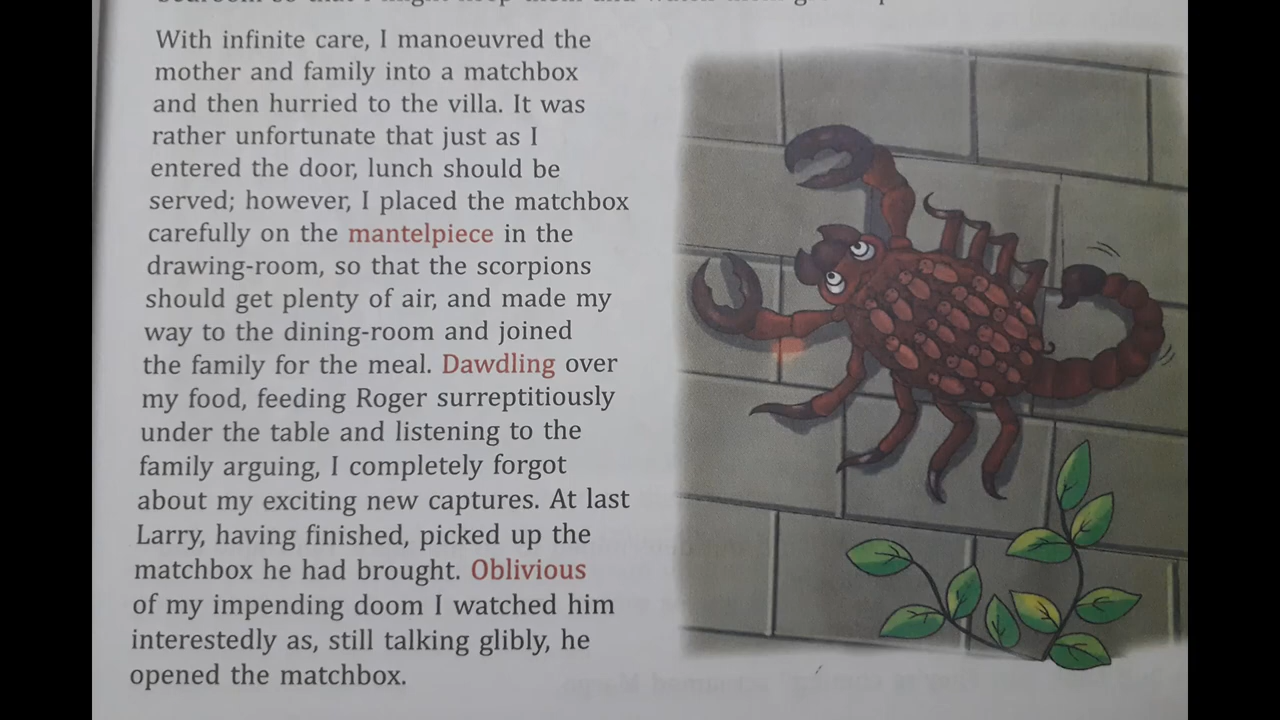 With infinite care, I manoeuvred the
mother and family into a matchbox
and then hurried to the villa. It was
rather unfortunate that just as I
entered the door, lunch should be
served; however, I placed the matchbox
carefully on the mantelpiece in the
drawing-room, so that the scorpions
should get plenty of air, and made my
way to the dining-room and joined
the family for the meal. Dawdling over
my food, feeding Roger surreptitiously
under the table and listening to the
family arguing, I completely forgot
about my exciting new captures. At last
Larry, having finished, picked up the
matchbox he had brought. Oblivious
of my impending doom I watched him
interestedly as, still talking glibly, he
opened the matchbox.